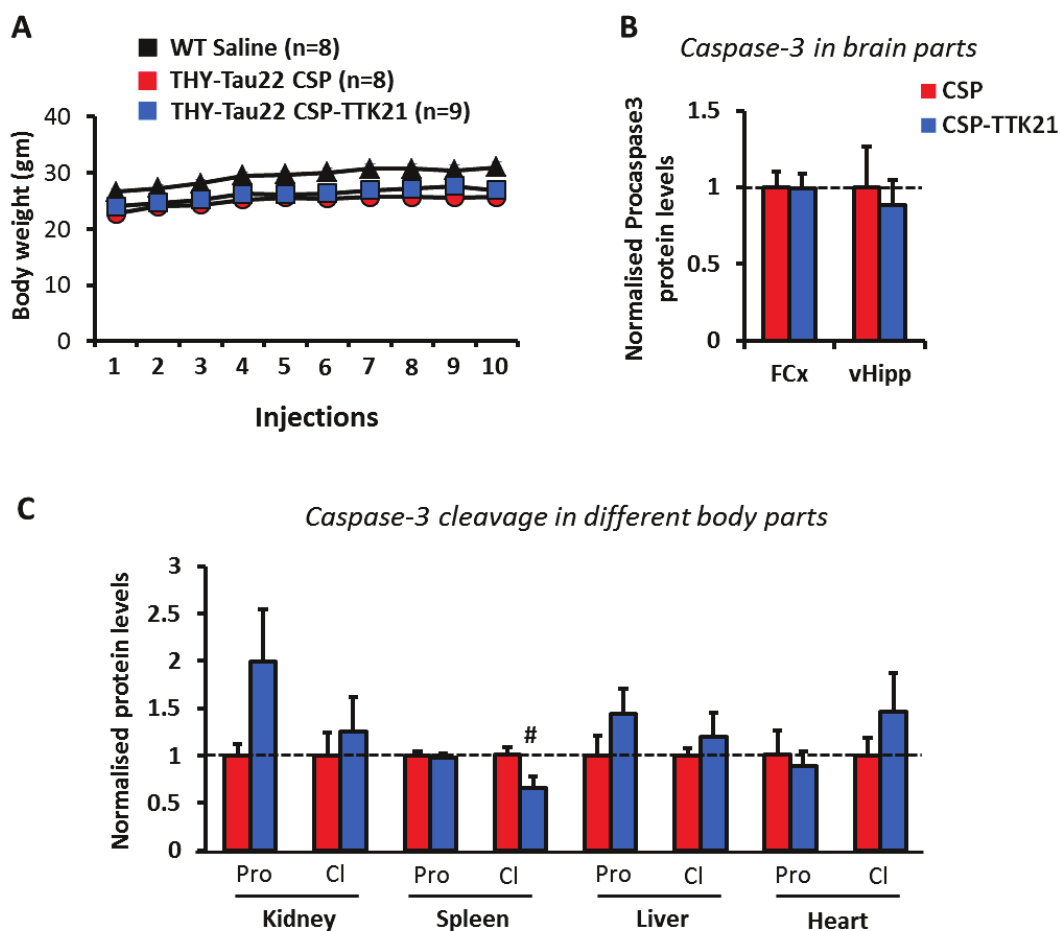 A
WT Saline (n=8)
THY-Tau22 CSP (n=8)
THY-Tau22 CSP-TTK21 (n=9)
Body weight (gm)
40
30
20
10
0
1 2 3 4 5 6 7 8 9 10
Injections
B
Caspase-3 in brain parts
CSP
CSP-TTK21
Normalised Procaspase3
protein levels
1.5
1
0.5
0
FCx vHipp
C
Caspase-3 cleavage in different body parts
Normalised protein levels
3
2.5
2
1.5
1
0.5
0
#
Pro Cl Pro Cl Pro Cl Pro Cl
Kidney Spleen Liver Heart